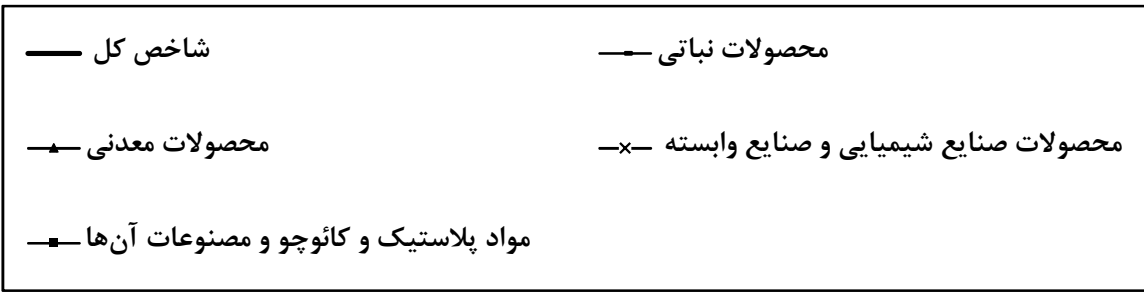 محصولات نباتی
شاخص کل
محصولات صنایع شیمیایی و صنایع وابسته
محصولات معدنی
مواد پلاستیک و کائوچو و مصنوعات آن‌ها